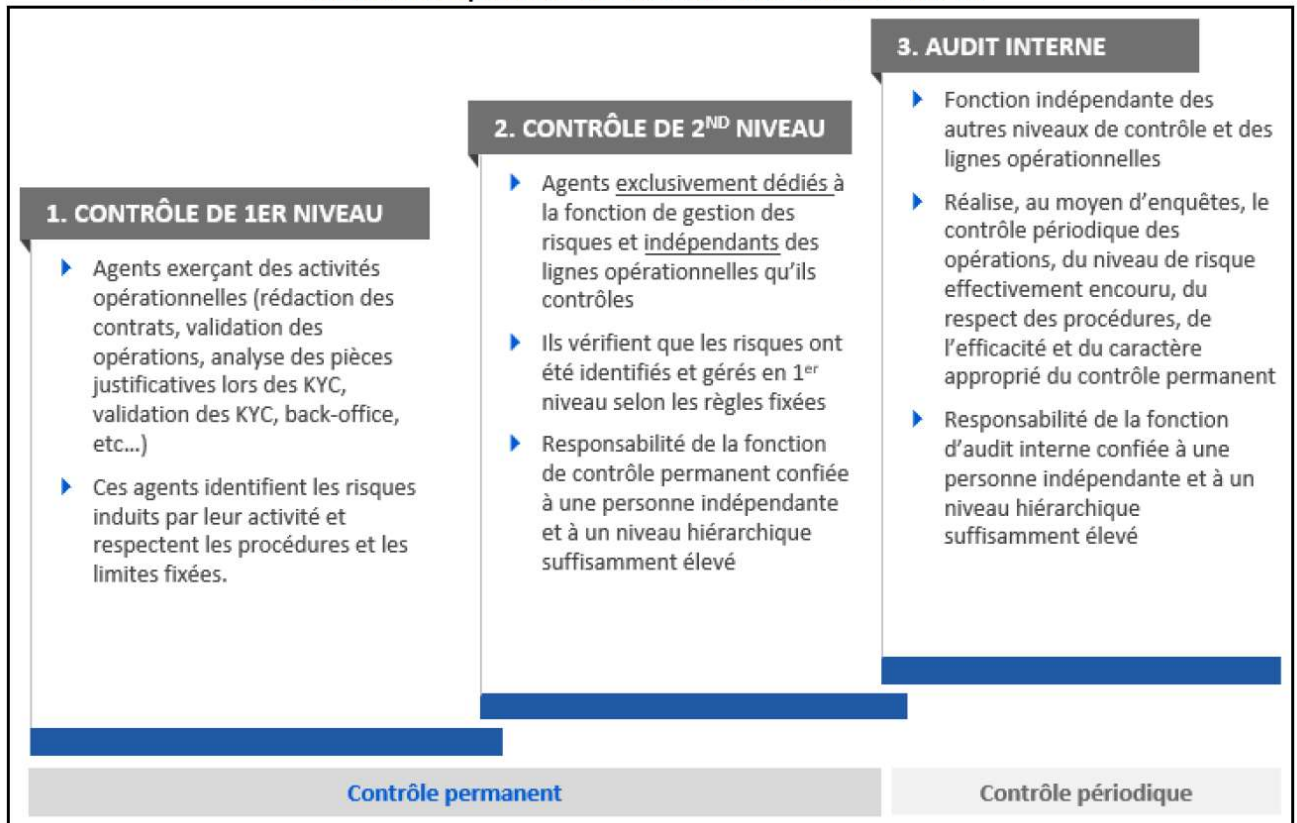 1. CONTRÔLE DE 1ER NIVEAU
Agents exerçant des activités
opérationnelles (rédaction des
contrats, validation des
opérations, analyse des pièces
justificatives lors des KYC,
validation des KYC, back-office,
etc...)
Ces agents identifient les risques
induits par leur activité et
respectent les procédures et les
limites fixées.
2. CONTRÔLE DE 2ND NIVEAU
Agents exclusivement dédiés à
la fonction de gestion des
risques et indépendants des
lignes opérationnelles qu'ils
contrôles
Ils vérifient que les risques ont
été identifiés et gérés en 1er
niveau selon les règles fixées
Responsabilité de la fonction
de contrôle permanent confiée
à une personne indépendante
et à un niveau hiérarchique
suffisamment élevé
3. AUDIT INTERNE
Fonction indépendante des
autres niveaux de contrôle et des
lignes opérationnelles
Réalise, au moyen d'enquêtes, le
contrôle périodique des
opérations, du niveau de risque
effectivement encouru, du
respect des procédures, de
l'efficacité et du caractère
approprié du contrôle permanent
Responsabilité de la fonction
d'audit interne confiée à une
personne indépendante et à un
niveau hiérarchique
suffisamment élevé
Contrôle permanent
Contrôle périodique